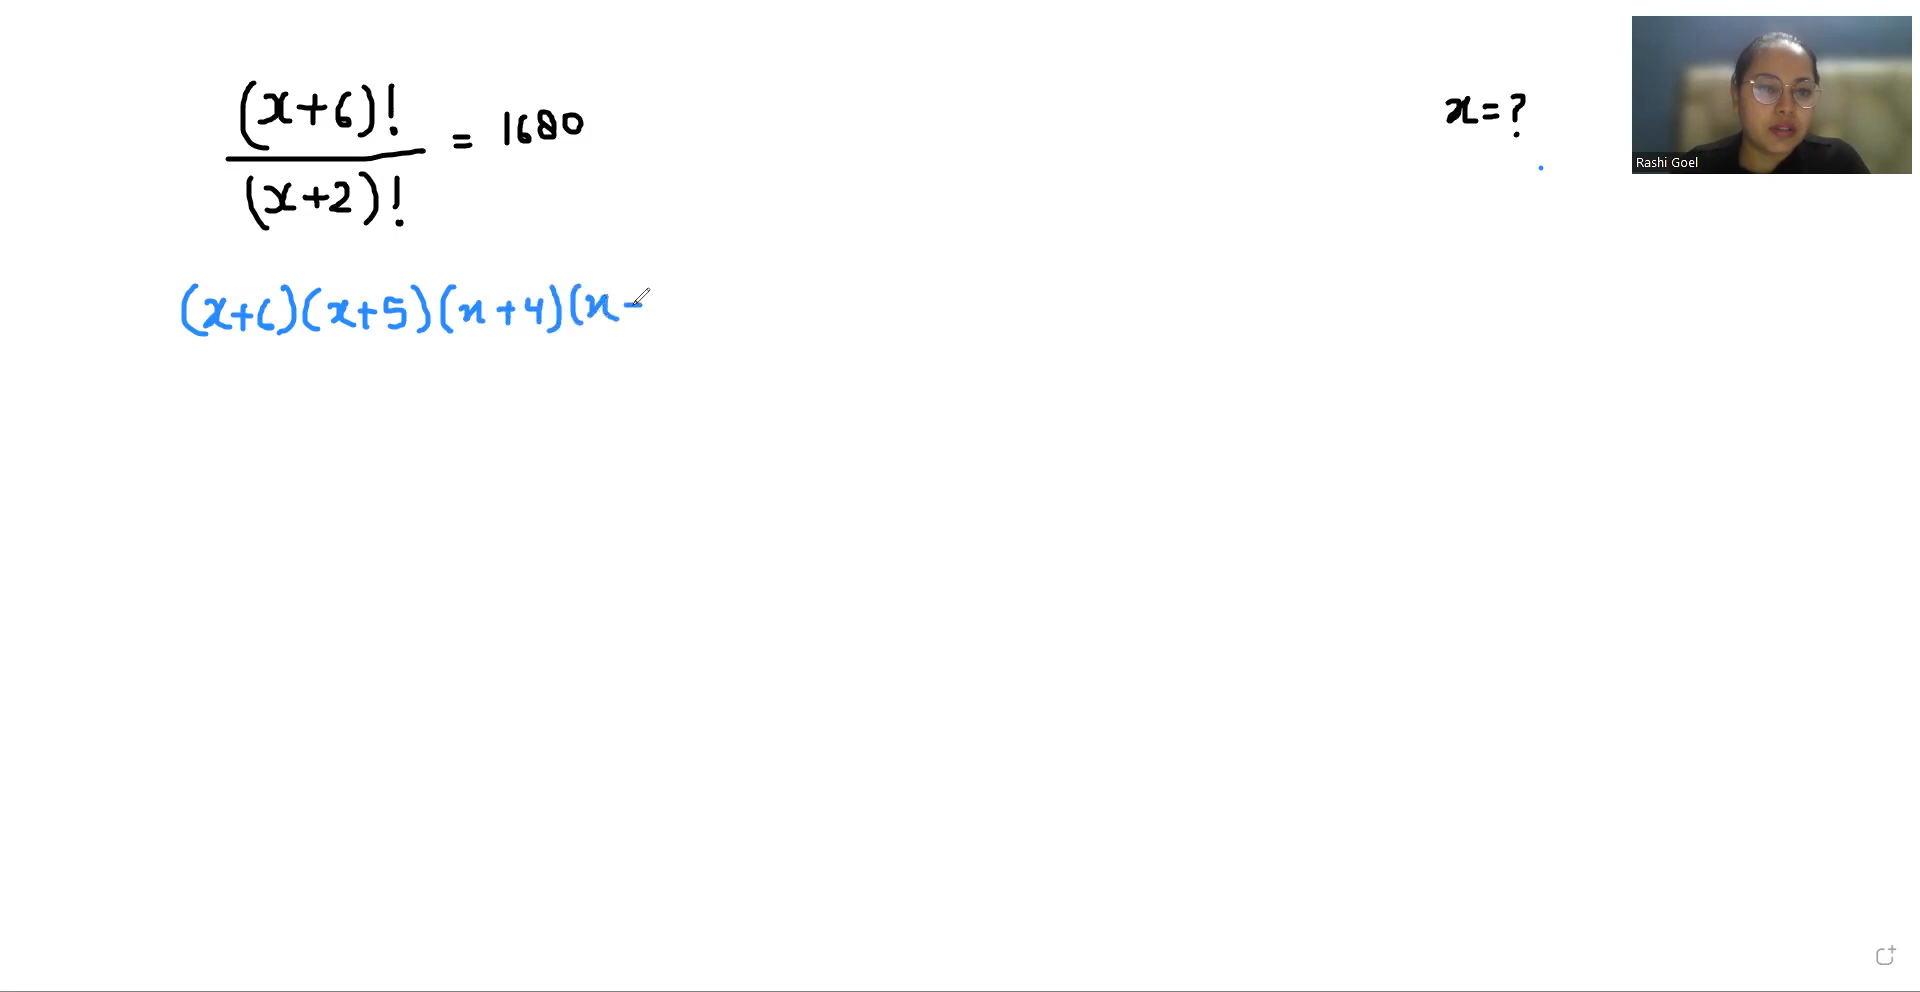 (x+6)!
= 1680
(x+2)!
x=?
Rashi Goel
(x+6)(x+5)(x+4)(x-